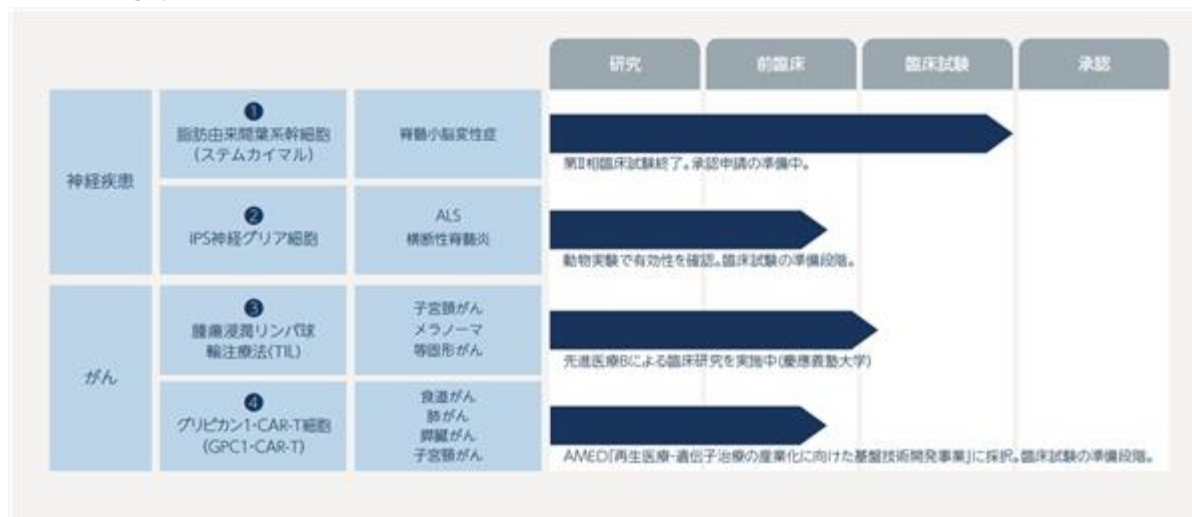 研究 前臨床 臨床試験 承認
神経疾患
❶
脂肪由来間葉系幹細胞
(ステムカイマル)
脊髄小脳変性症
第Ⅱ相臨床試験終了。承認申請の準備中。
❷
iPS神経グリア細胞
ALS
横断性脊髄炎
動物実験で有効性を確認。臨床試験の準備段階。
がん
❸
腫瘍浸潤リンパ球
輸注療法(TIL)
子宮頸がん
メラノーマ
等固形がん
先進医療Bによる臨床研究を実施中(慶應義塾大学)
❹
グリピカン1・CAR-T細胞
(GPC1・CAR-T)
食道がん
肺がん
膵臓がん
子宮頸がん
AMED「再生医療・遺伝子治療の産業化に向けた基盤技術開発事業」に採択。臨床試験の準備段階。